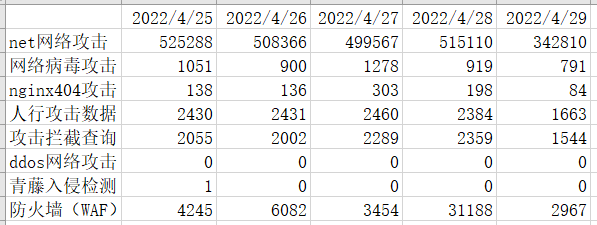 2022/4/25 2022/4/26 2022/4/27 2022/4/28 2022/4/29
net网络攻击 525288 508366 499567 515110 342810
网络病毒攻击 1051 900 1278 919 791
nginx404攻击 138 136 303 198 84
人行攻击数据 2430 2431 2460 2384 1663
攻击拦截查询 2055 2002 2289 2359 1544
ddos网络攻击 0 0 0 0 0
青藤入侵检测 1 0 0 0 0
防火墙（WAF） 4245 6082 3454 31188 2967